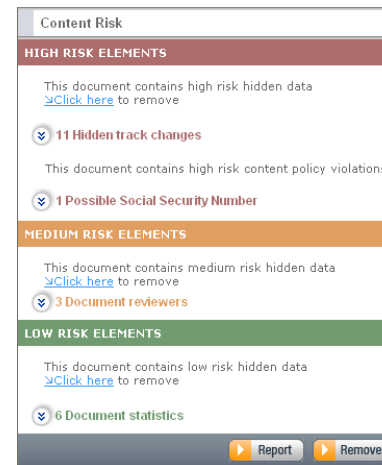 Content Risk
HIGH RISK ELEMENTS
This document contains high risk hidden data
Click here to remove
11 Hidden track changes
This document contains high risk content policy violations
1 Possible Social Security Number
MEDIUM RISK ELEMENTS
This document contains medium risk hidden data
Click here to remove
3 Document reviewers
LOW RISK ELEMENTS
This document contains low risk hidden data
Click here to remove
6 Document statistics
Report Remove